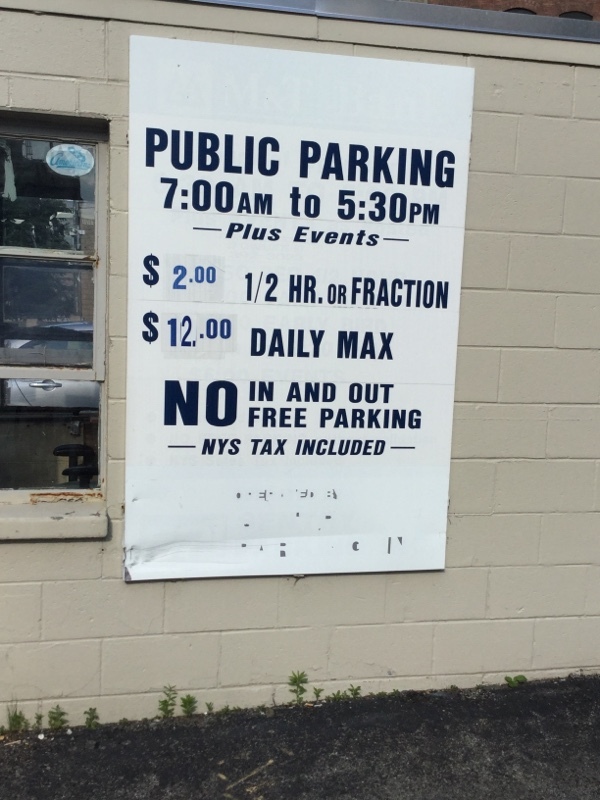 PUBLIC PARKING
7:00AM to 5:30PM
— Plus Events —
$ 2.00 1/2 HR. OR FRACTION
$ 12.00 DAILY MAX
NO IN AND OUT
FREE PARKING
— NYS TAX INCLUDED —